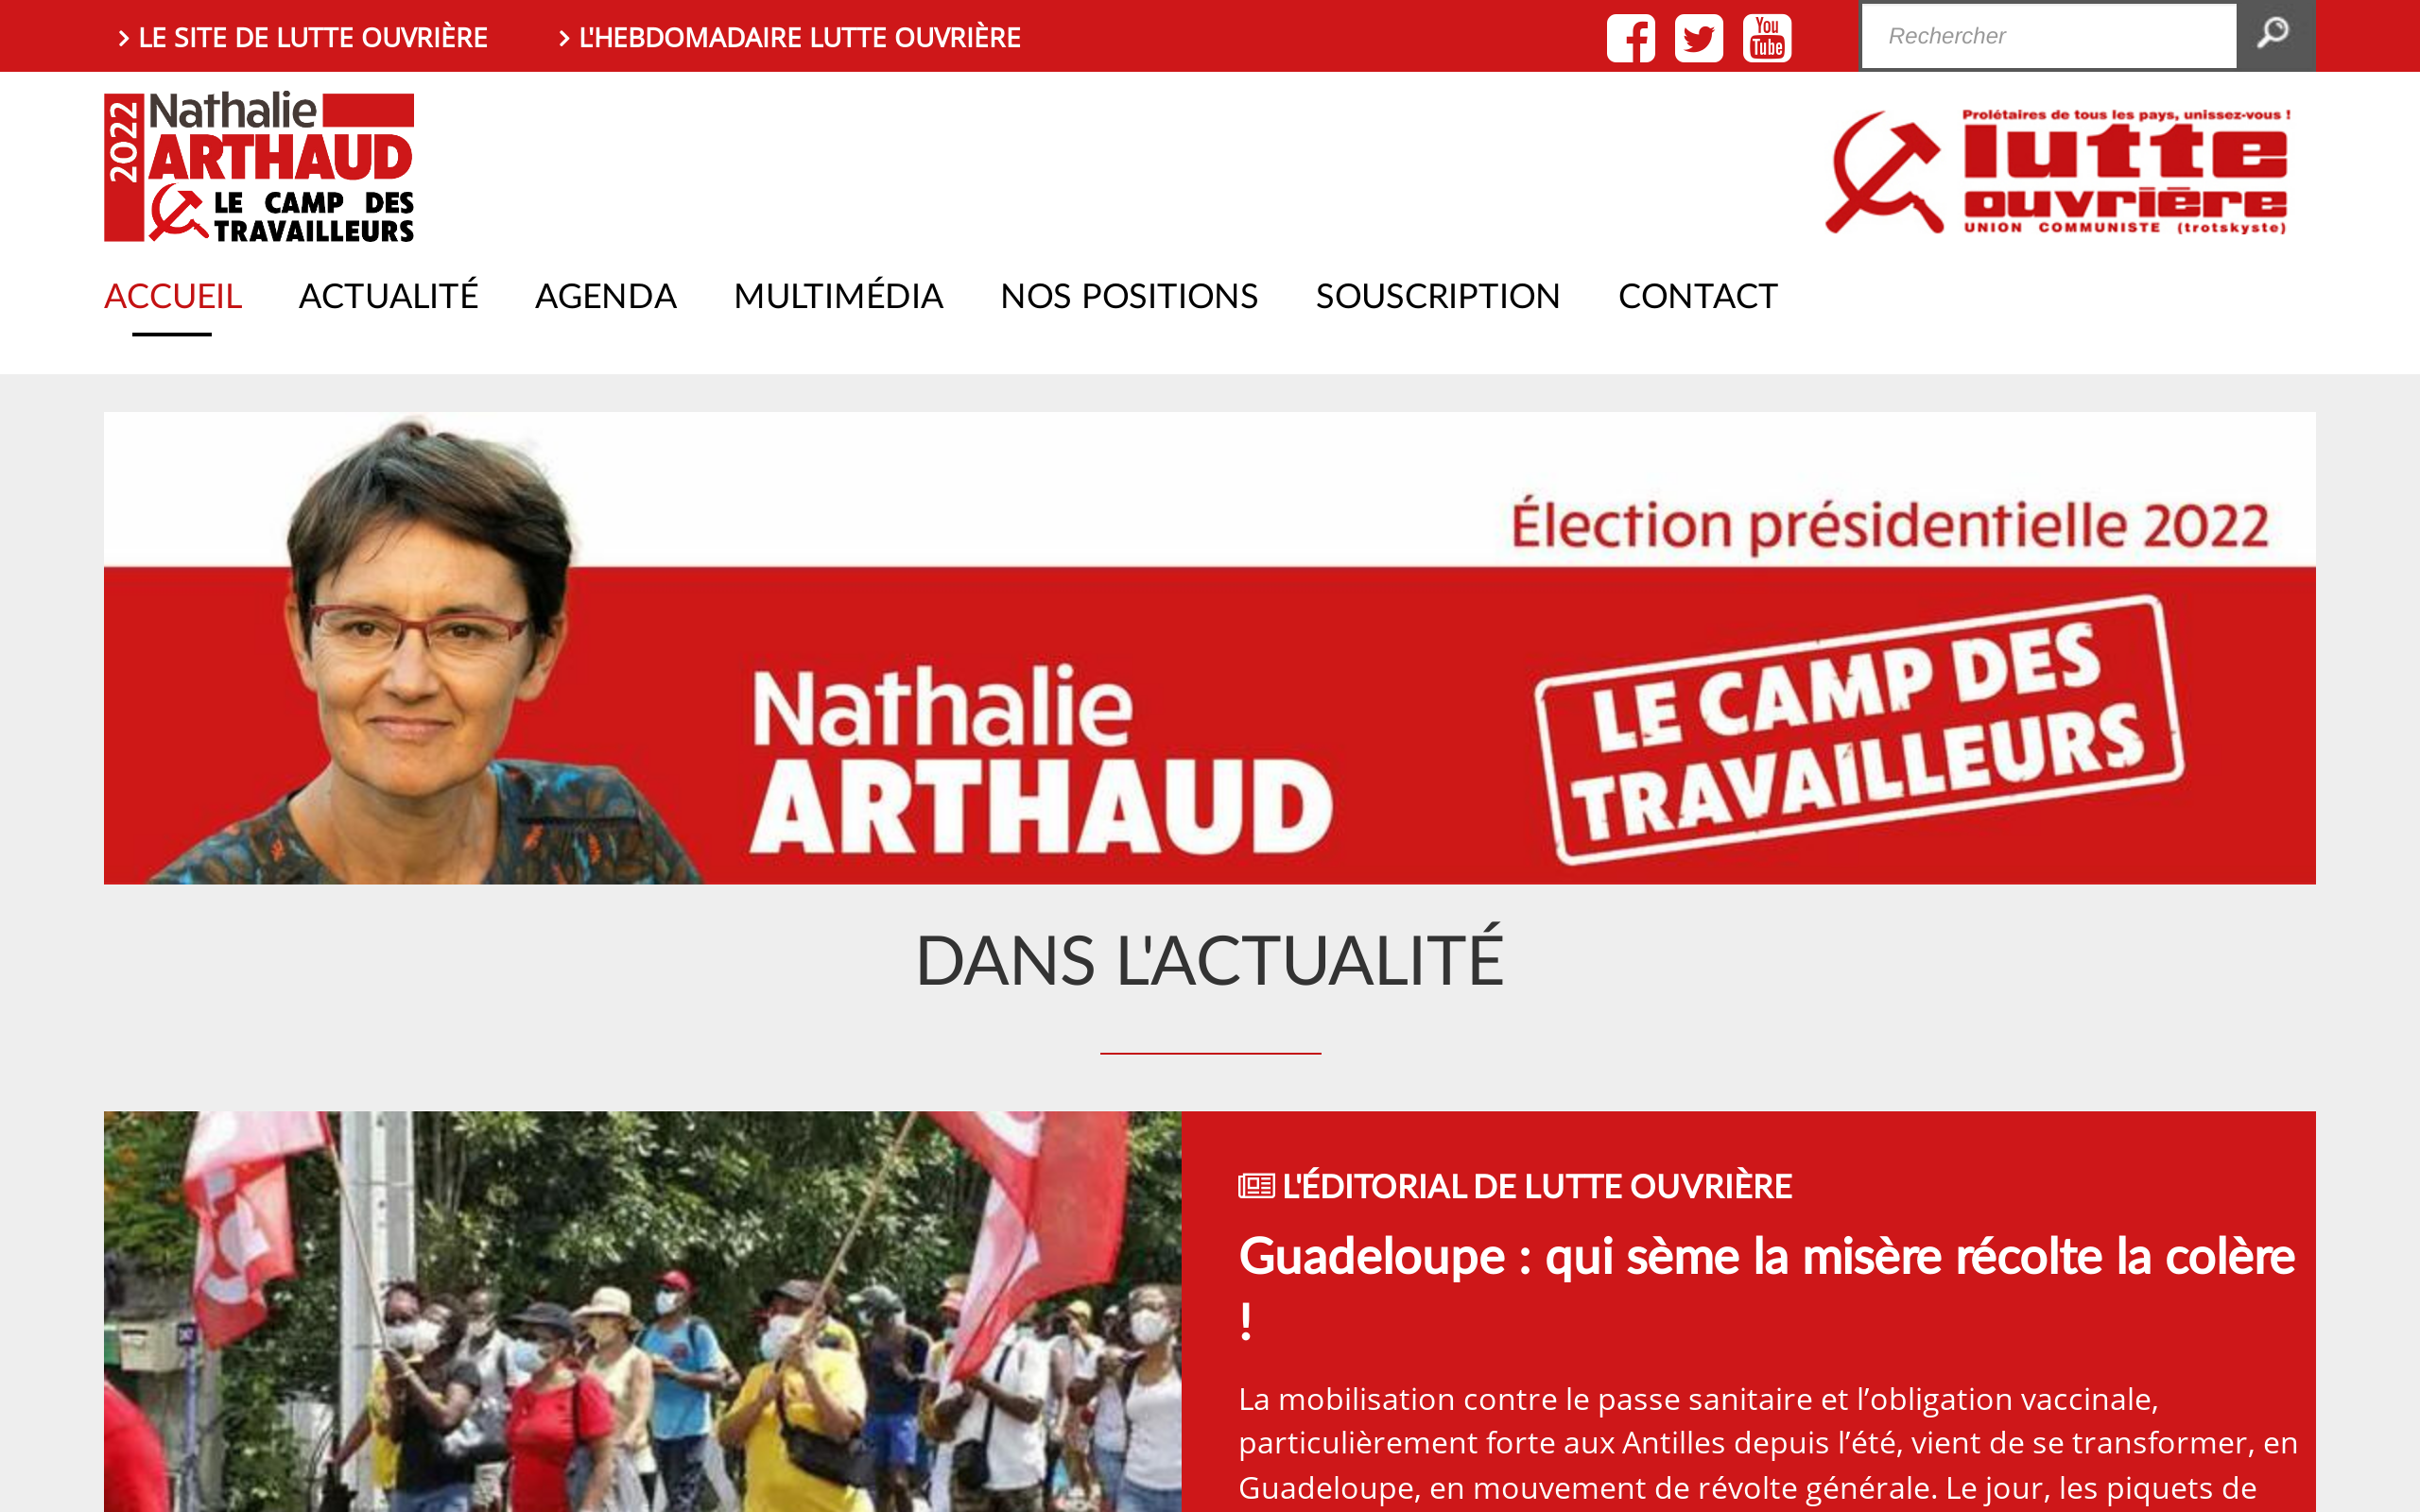 LE SITE DE LUTTE OUVRIÈRE
L'HEBDOMADAIRE LUTTE OUVRIÈRE
You
Tube
Rechercher
2022
Nathalie
ARTHAUD
LE CAMP DES
TRAVAILLEURS
Prolétaires de tous les pays, unissez-vous !
lutte
ouvrière
UNION COMMUNISTE (trotskyste)
ACCUEIL
ACTUALITÉ
AGENDA
MULTIMÉDIA
NOS POSITIONS
SOUSCRIPTION
CONTACT
Élection présidentielle 2022
Nathalie
ARTHAUD
LE CAMP DES
TRAVAILLEURS
DANS L'ACTUALITÉ
L'ÉDITORIAL DE LUTTE OUVRIÈRE
Guadeloupe : qui sème la misère récolte la colère
!
La mobilisation contre le passe sanitaire et l’obligation vaccinale,
particulièrement forte aux Antilles depuis l’été, vient de se transformer, en
Guadeloupe, en mouvement de révolte générale. Le jour, les piquets de